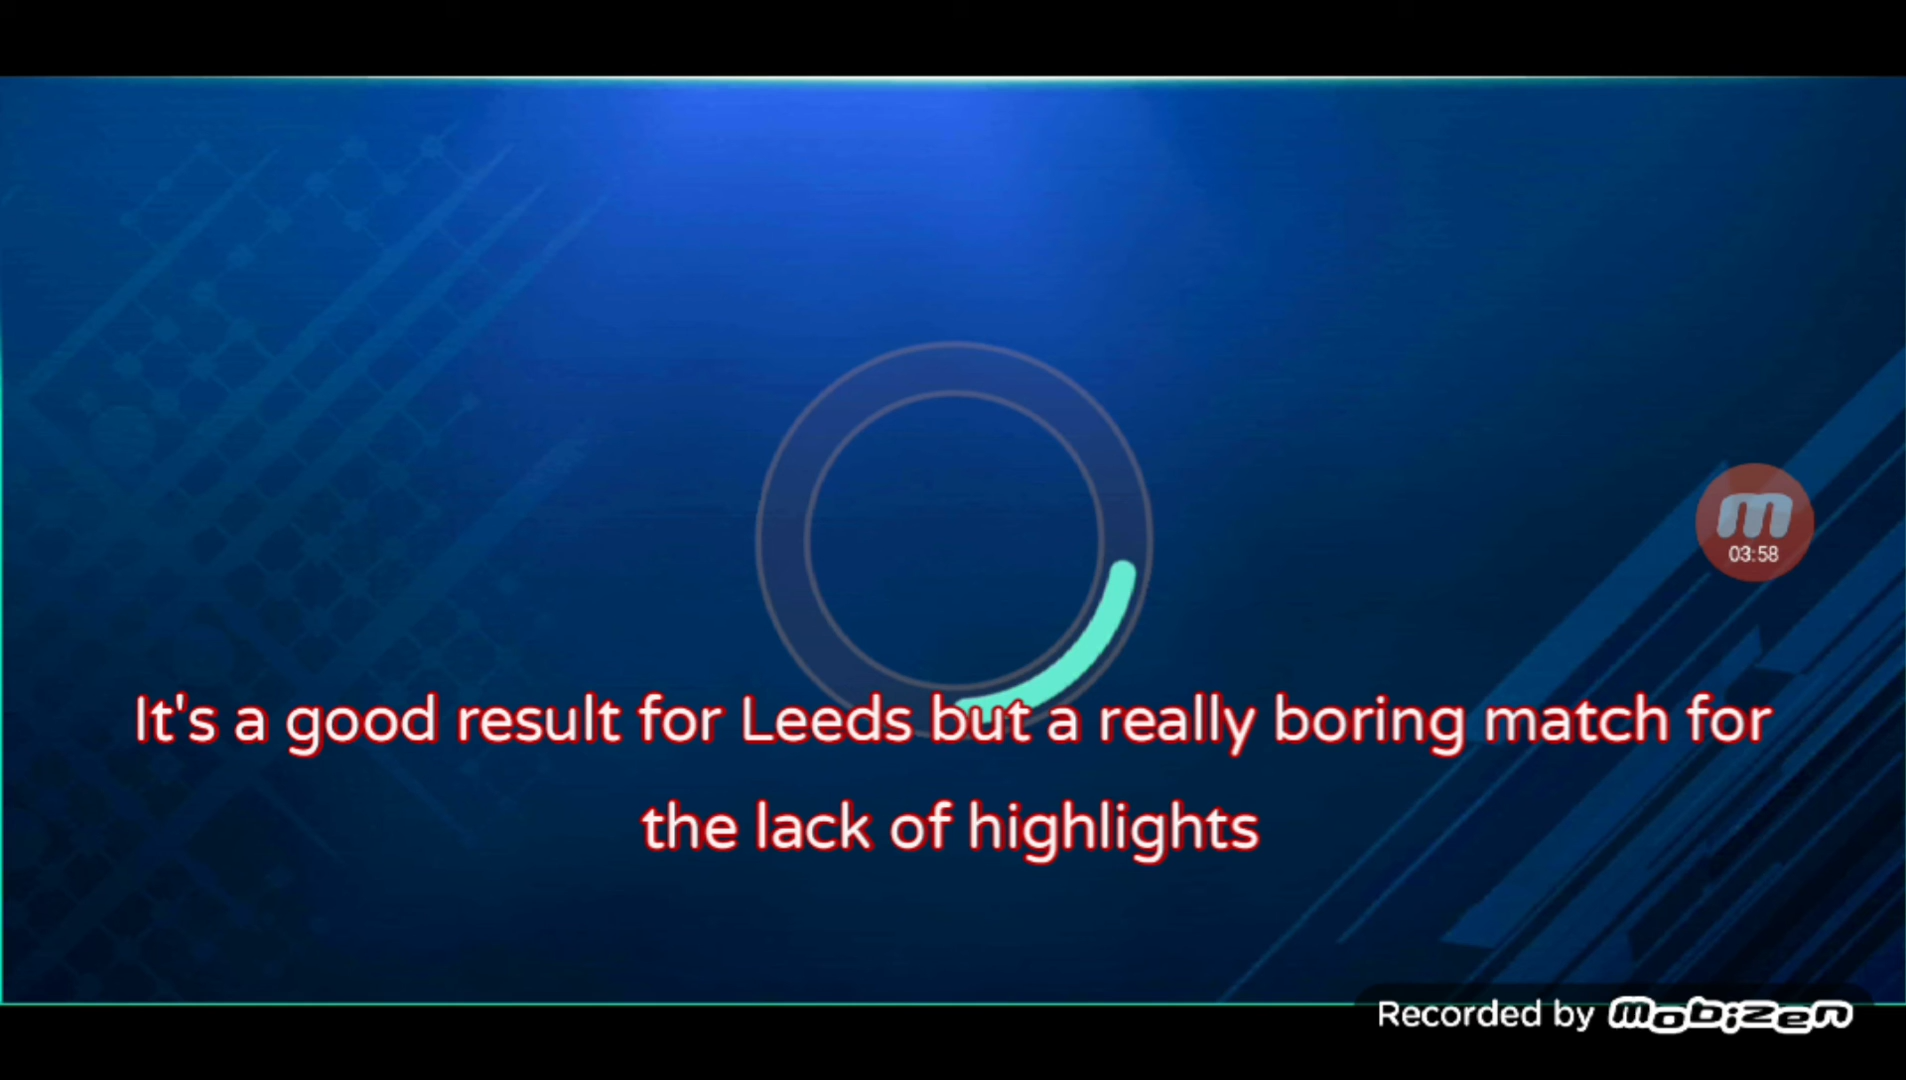 m
03:58
It's a good result for Leeds but a really boring match for
the lack of highlights
Recorded by mobizen